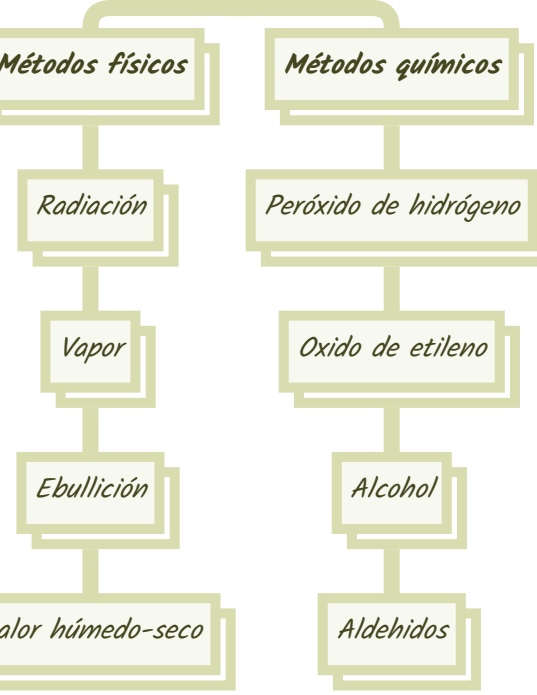 Métodos físicos
Radiación
Vapor
Ebullición
alor húmedo-seco
Métodos químicos
Peróxido de hidrógeno
Oxido de etileno
Alcohol
Aldehidos